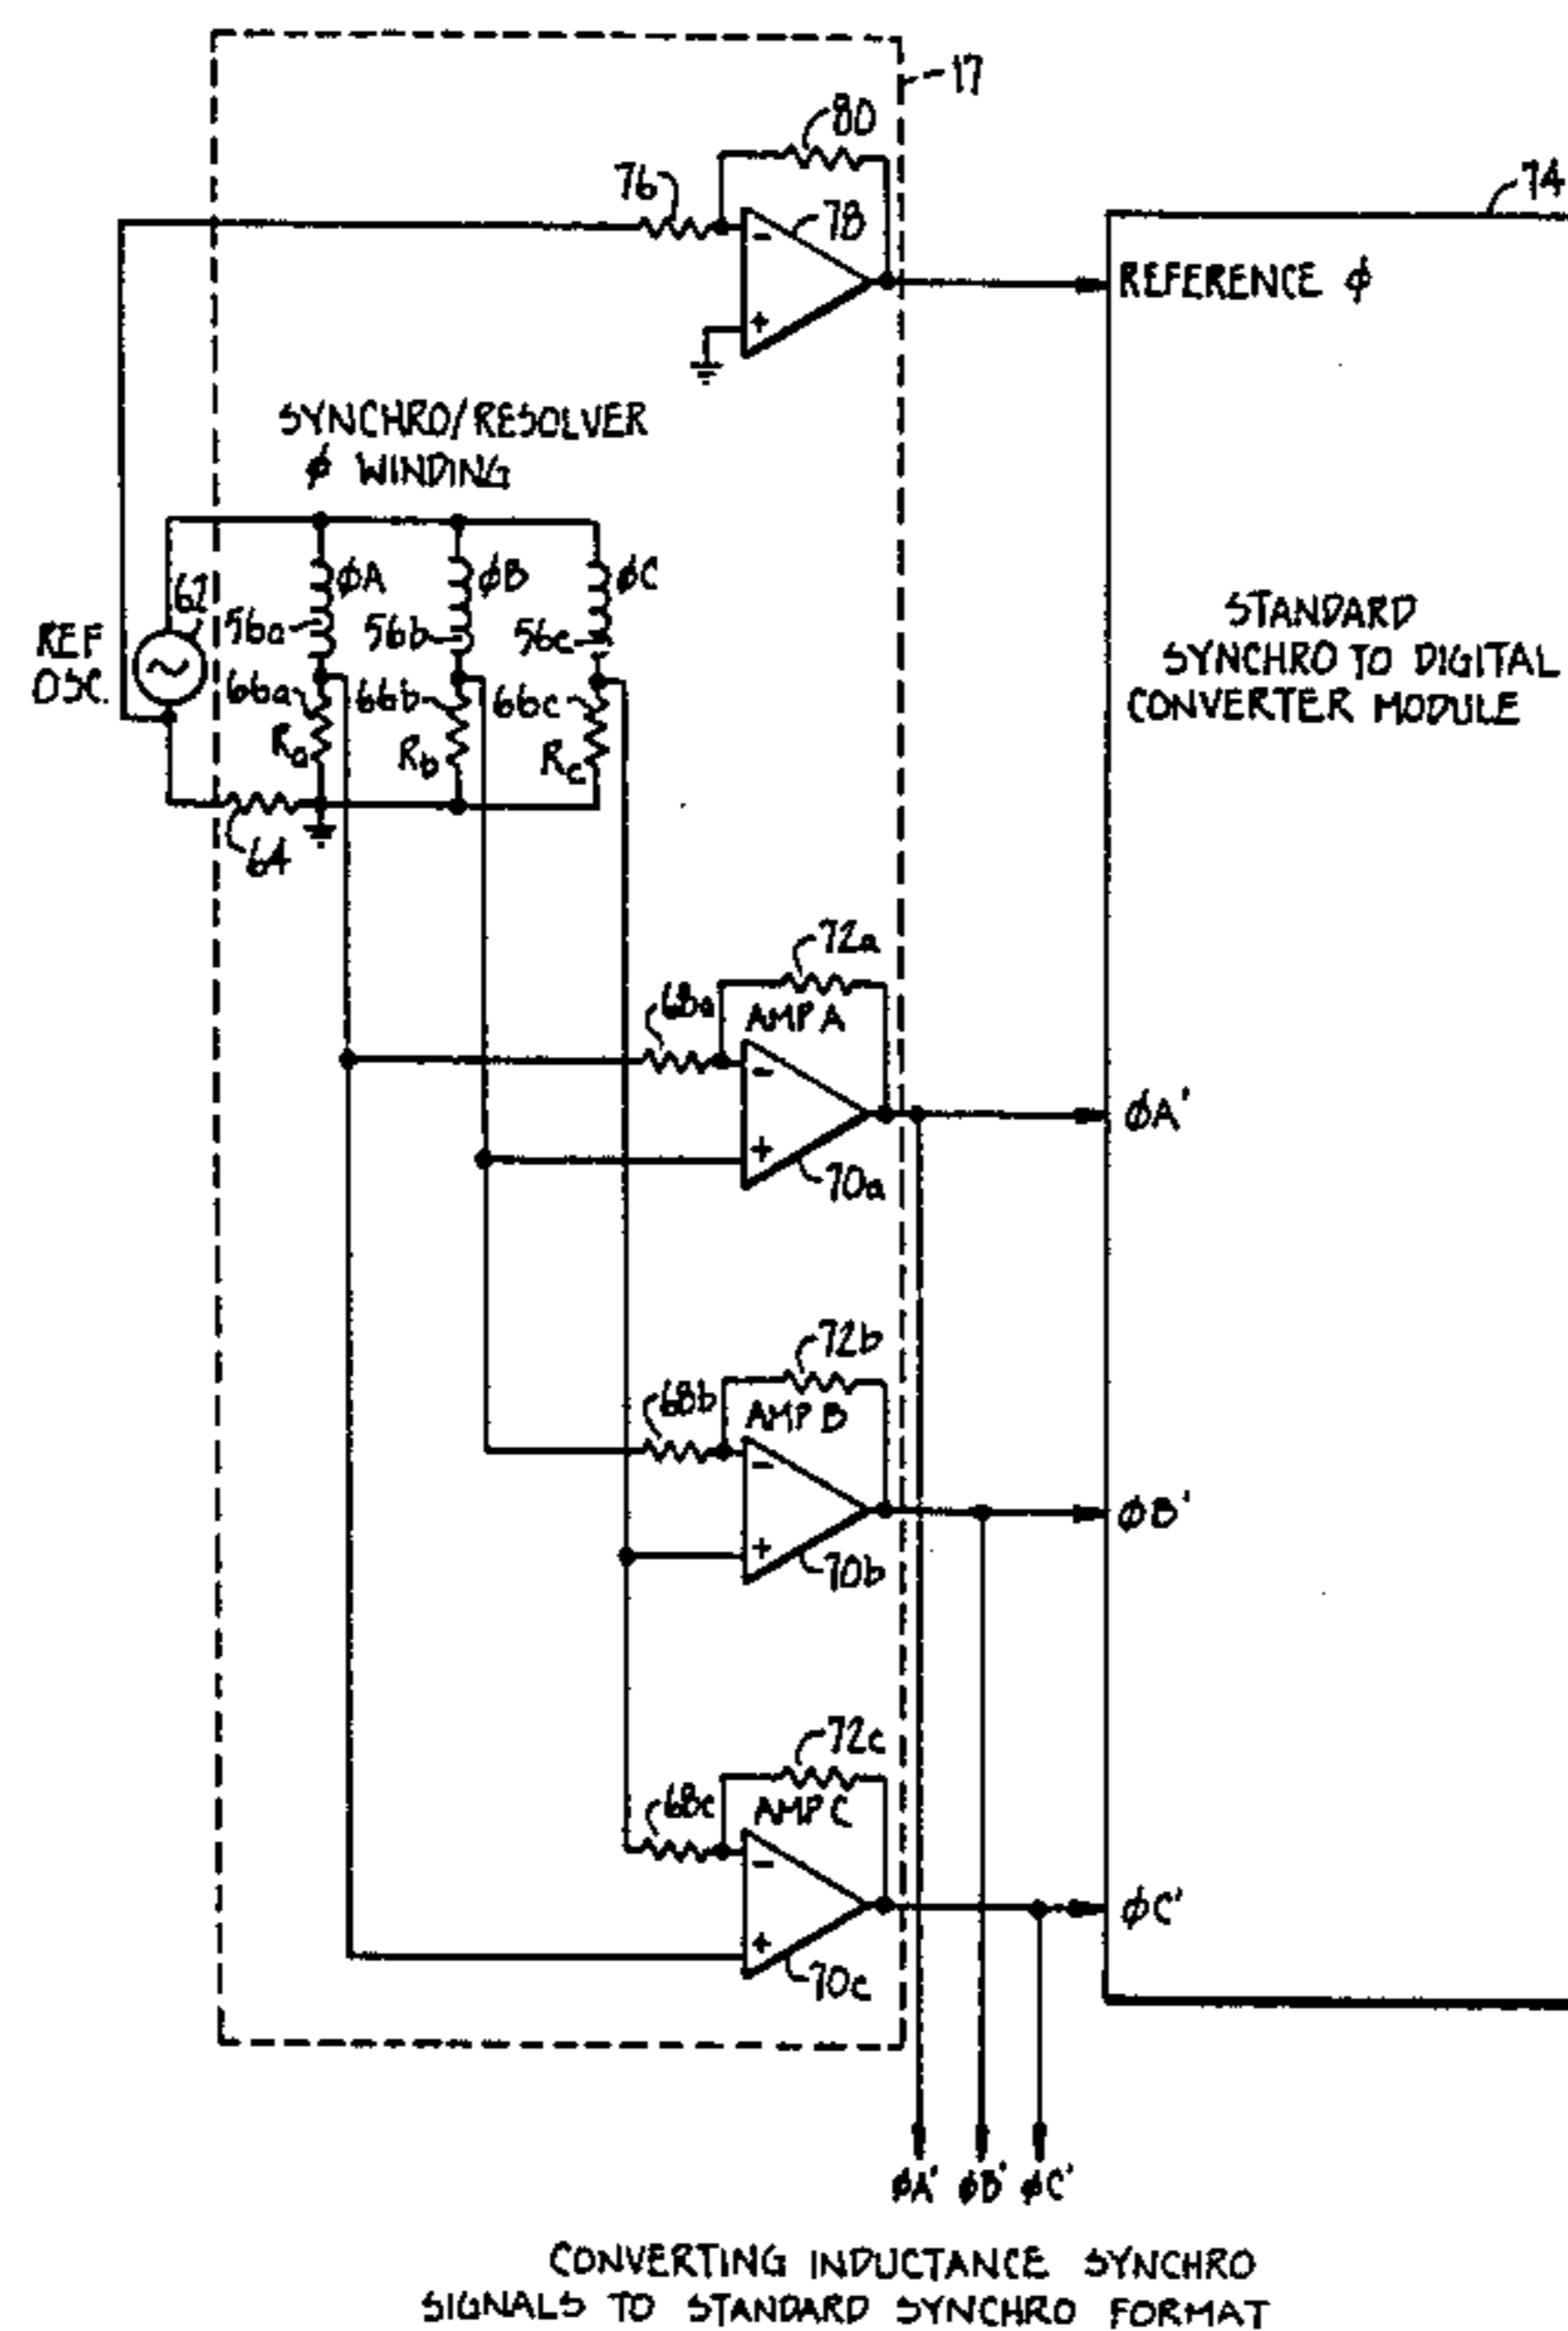 17
80
76
78
74
REFERENCE ϕ
SYNCHRO/RESOLVER
ϕ WINDING
62
REF
OSC.
ϕA
ϕB
ϕC
56a
56b
56c
66a
66b
66c
Ra
Rb
Rc
64
STANDARD
SYNCHRO TO DIGITAL
CONVERTER MODULE
72a
68a
AMP A
-
+
70a
ϕA'
72b
68b
AMP B
-
+
70b
ϕB'
72c
68c
AMP C
-
+
70c
ϕC'
ϕA' ϕB' ϕC'
CONVERTING INDUCTANCE SYNCHRO
SIGNALS TO STANDARD SYNCHRO FORMAT